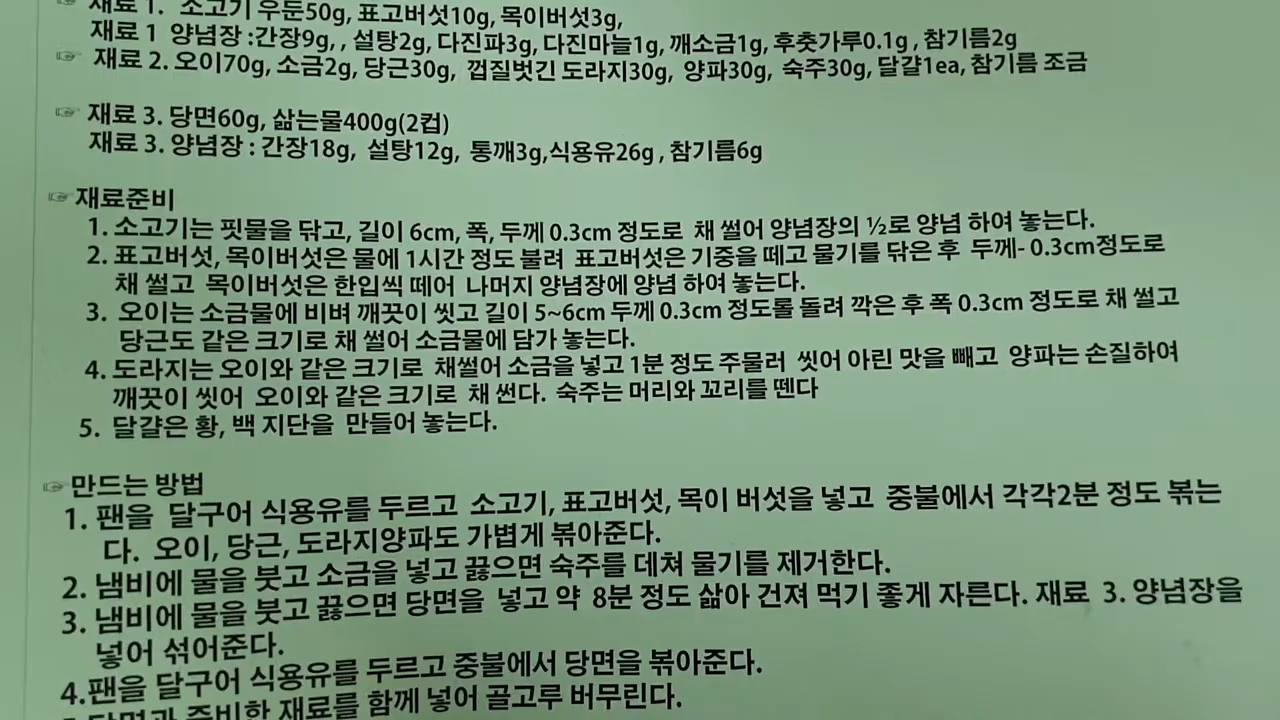 ☞ 재료 1. 소고기 우둔50g, 표고버섯10g, 목이버섯3g,
재료 1 양념장 :간장9g, , 설탕2g, 다진파3g, 다진마늘1g, 깨소금1g, 후춧가루0.1g , 참기름2g
☞ 재료 2. 오이70g, 소금2g, 당근30g, 껍질벗긴 도라지30g, 양파30g, 숙주30g, 달걀1ea, 참기름 조금
☞ 재료 3. 당면60g, 삶는물400g(2컵)
재료 3. 양념장 : 간장18g, 설탕12g, 통깨3g,식용유26g , 참기름6g
☞재료준비
1. 소고기는 핏물을 닦고, 길이 6cm, 폭, 두께 0.3cm 정도로 채 썰어 양념장의 ½로 양념 하여 놓는다.
2. 표고버섯, 목이버섯은 물에 1시간 정도 불려 표고버섯은 기중을 떼고 물기를 닦은 후 두께- 0.3cm정도로
채 썰고 목이버섯은 한입씩 떼어 나머지 양념장에 양념 하여 놓는다.
3. 오이는 소금물에 비벼 깨끗이 씻고 길이 5~6cm 두께 0.3cm 정도롤 돌려 깍은 후 폭 0.3cm 정도로 채 썰고
당근도 같은 크기로 채 썰어 소금물에 담가 놓는다.
4. 도라지는 오이와 같은 크기로 채썰어 소금을 넣고 1분 정도 주물러 씻어 아린 맛을 빼고 양파는 손질하여
깨끗이 씻어 오이와 같은 크기로 채 썬다. 숙주는 머리와 꼬리를 뗀다
5. 달걀은 황, 백 지단을 만들어 놓는다.
☞만드는 방법
1. 팬을 달구어 식용유를 두르고 소고기, 표고버섯, 목이 버섯을 넣고 중불에서 각각2분 정도 볶는
다. 오이, 당근, 도라지양파도 가볍게 볶아준다.
2. 냄비에 물을 붓고 소금을 넣고 끓으면 숙주를 데쳐 물기를 제거한다.
3. 냄비에 물을 붓고 끓으면 당면을 넣고 약 8분 정도 삶아 건져 먹기 좋게 자른다. 재료 3. 양념장을
넣어 섞어준다.
4.팬을 달구어 식용유를 두르고 중불에서 당면을 볶아준다.
5.당면과 준비한 재료를 함께 넣어 골고루 버무린다.